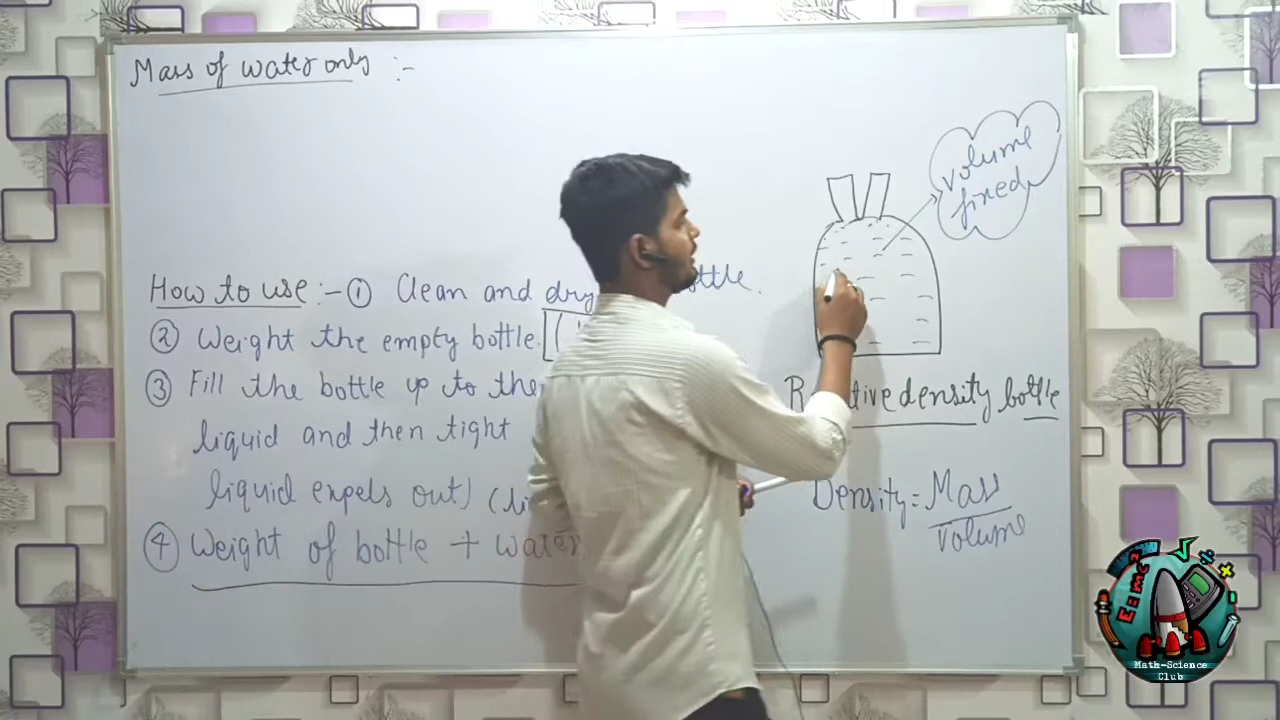 Mass of water only :-
volume
fixed
How to use :- ① Clean and dry
② Weight the empty bottle.
③ Fill the bottle up to the
liquid and then tight
liquid expels out)
④ Weight of bottle + water
density bottle
Density = Mass
volume
E=mc²
Math-Science
Club